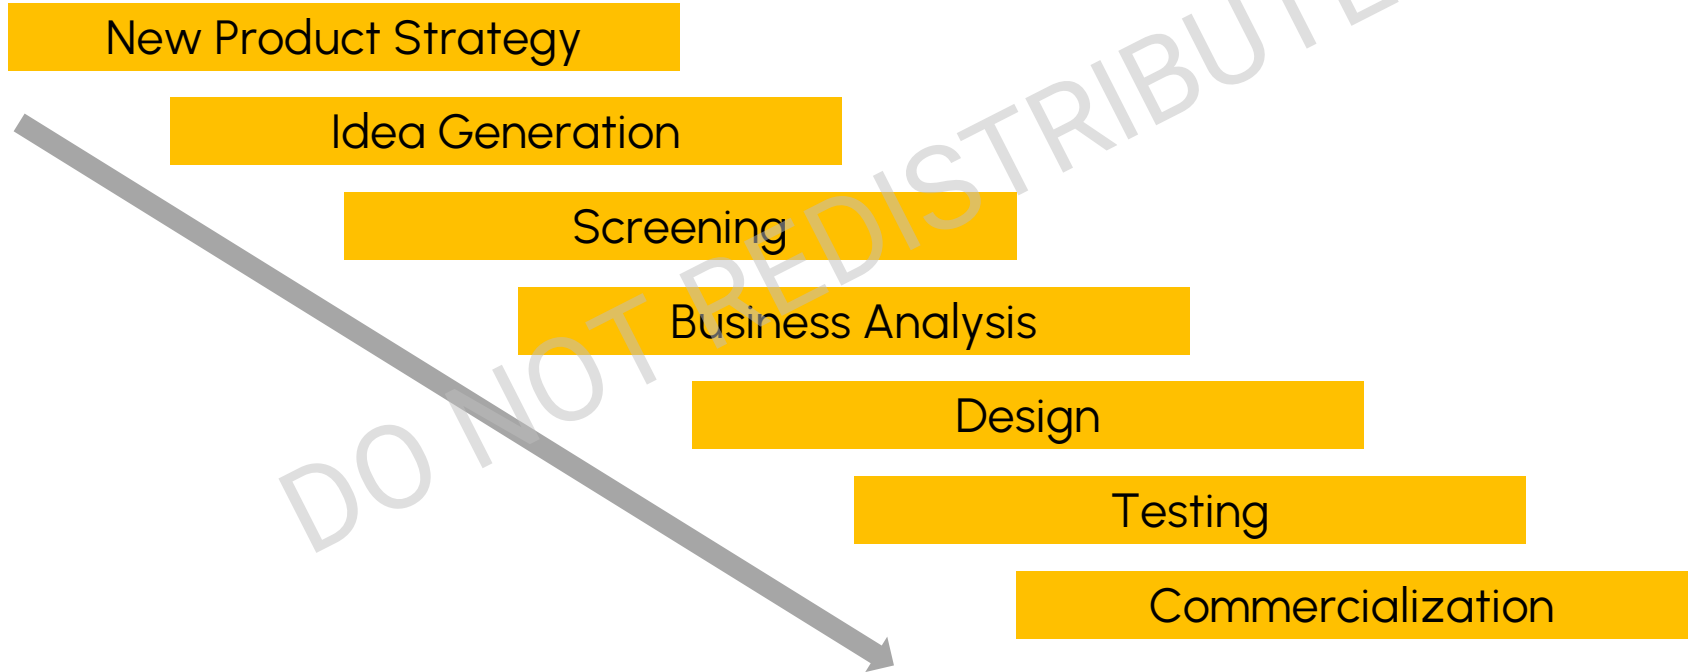 New Product Strategy
Idea Generation
Screening
Business Analysis
Design
Testing
Commercialization
DO NOT REDISTRIBUTE